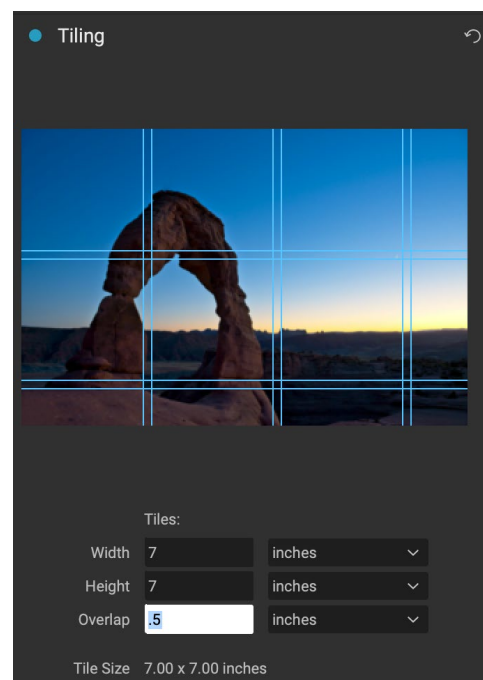 Tiling
Tiles:
Width 7 inches
Height 7 inches
Overlap .5 inches
Tile Size 7.00 x 7.00 inches